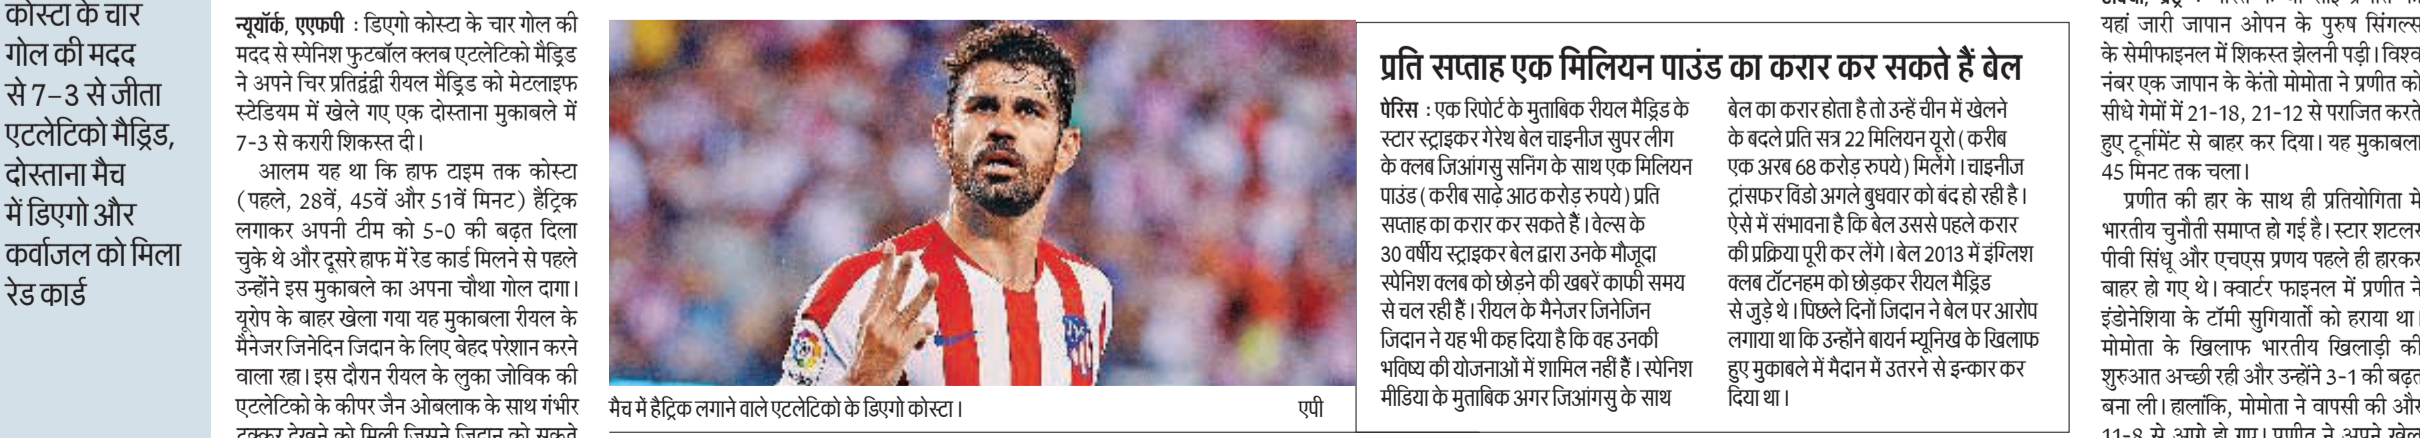 कोस्टा के चार
गोल की मदद
से 7-3 से जीता
एटलेटिको मैड्रिड,
दोस्ताना मैच
में डिएगो और
कर्वाजल को मिला
रेड कार्ड
न्यूयॉर्क, एएफपी : डिएगो कोस्टा के चार गोल की
मदद से स्पेनिश फुटबॉल क्लब एटलेटिको मैड्रिड
ने अपने चिर प्रतिद्वंद्वी रीयल मैड्रिड को मेटलाइफ
स्टेडियम में खेले गए एक दोस्ताना मुकाबले में
7-3 से करारी शिकस्त दी।
आलम यह था कि हाफ टाइम तक कोस्टा
(पहले, 28वें, 45वें और 51वें मिनट) हैट्रिक
लगाकर अपनी टीम को 5-0 की बढ़त दिला
चुके थे और दूसरे हाफ में रेड कार्ड मिलने से पहले
उन्होंने इस मुकाबले का अपना चौथा गोल दागा।
यूरोप के बाहर खेला गया यह मुकाबला रीयल के
मैनेजर जिनेदिन जिदान के लिए बेहद परेशान करने
वाला रहा। इस दौरान रीयल के लुका जोविक की
एटलेटिको के कीपर जैन ओबलाक के साथ गंभीर
टक्कर देखने को मिली जिसने जिदान को सकते
मैच में हैट्रिक लगाने वाले एटलेटिको के डिएगो कोस्टा।
एपी
प्रति सप्ताह एक मिलियन पाउंड का करार कर सकते हैं बेल
पेरिस : एक रिपोर्ट के मुताबिक रीयल मैड्रिड के
स्टार स्ट्राइकर गेरेथ बेल चाइनीज सुपर लीग
के क्लब जिआंगसु सनिंग के साथ एक मिलियन
पाउंड (करीब साढ़े आठ करोड़ रुपये) प्रति
सप्ताह का करार कर सकते हैं। वेल्स के
30 वर्षीय स्ट्राइकर बेल द्वारा उनके मौजूदा
स्पेनिश क्लब को छोड़ने की खबरें काफी समय
से चल रही हैं। रीयल के मैनेजर जिनेजिन
जिदान ने यह भी कह दिया है कि वह उनकी
भविष्य की योजनाओं में शामिल नहीं हैं। स्पेनिश
मीडिया के मुताबिक अगर जिआंगसु के साथ
बेल का करार होता है तो उन्हें चीन में खेलने
के बदले प्रति सत्र 22 मिलियन यूरो (करीब
एक अरब 68 करोड़ रुपये) मिलेंगे। चाइनीज
ट्रांसफर विंडो अगले बुधवार को बंद हो रही है।
ऐसे में संभावना है कि बेल उससे पहले करार
की प्रक्रिया पूरी कर लेंगे। बेल 2013 में इंग्लिश
क्लब टॉटनहम को छोड़कर रीयल मैड्रिड
से जुड़े थे। पिछले दिनों जिदान ने बेल पर आरोप
लगाया था कि उन्होंने बायर्न म्यूनिख के खिलाफ
हुए मुकाबले में मैदान में उतरने से इन्कार कर
दिया था।
यहां जारी जापान ओपन के पुरुष सिंगल्स
के सेमीफाइनल में शिकस्त झेलनी पड़ी। विश्व
नंबर एक जापान के केंतो मोमोता ने प्रणीत को
सीधे गेमों में 21-18, 21-12 से पराजित करते
हुए टूर्नामेंट से बाहर कर दिया। यह मुकाबला
45 मिनट तक चला।
प्रणीत की हार के साथ ही प्रतियोगिता में
भारतीय चुनौती समाप्त हो गई है। स्टार शटलर
पीवी सिंधू और एचएस प्रणय पहले ही हारकर
बाहर हो गए थे। क्वार्टर फाइनल में प्रणीत ने
इंडोनेशिया के टॉमी सुगियार्तो को हराया था।
मोमोता के खिलाफ भारतीय खिलाड़ी की
शुरुआत अच्छी रही और उन्होंने 3-1 की बढ़त
बना ली। हालांकि, मोमोता ने वापसी की और
11-8 से आगे हो गए। प्रणीत ने अपने खेल